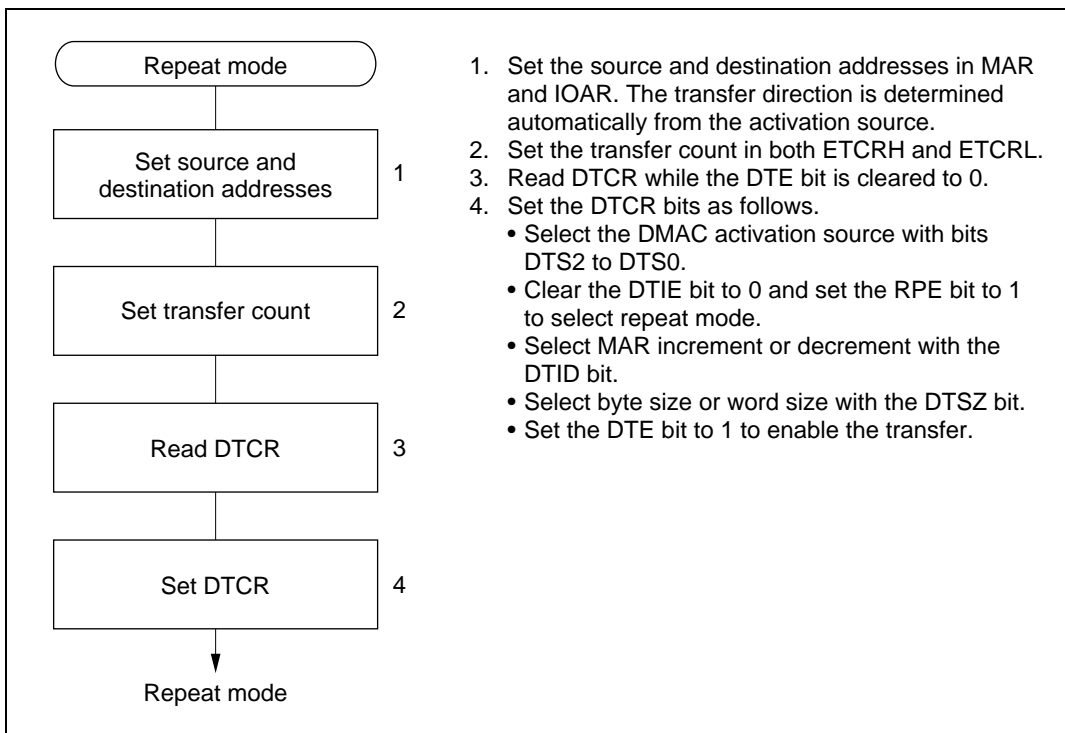 Repeat mode
Set source and
destination addresses
1
Set transfer count
2
Read DTCR
3
Set DTCR
4
Repeat mode
1. Set the source and destination addresses in MAR
and IOAR. The transfer direction is determined
automatically from the activation source.
2. Set the transfer count in both ETCRH and ETCRL.
3. Read DTCR while the DTE bit is cleared to 0.
4. Set the DTCR bits as follows.
• Select the DMAC activation source with bits
DTS2 to DTS0.
• Clear the DTIE bit to 0 and set the RPE bit to 1
to select repeat mode.
• Select MAR increment or decrement with the
DTID bit.
• Select byte size or word size with the DTSZ bit.
• Set the DTE bit to 1 to enable the transfer.